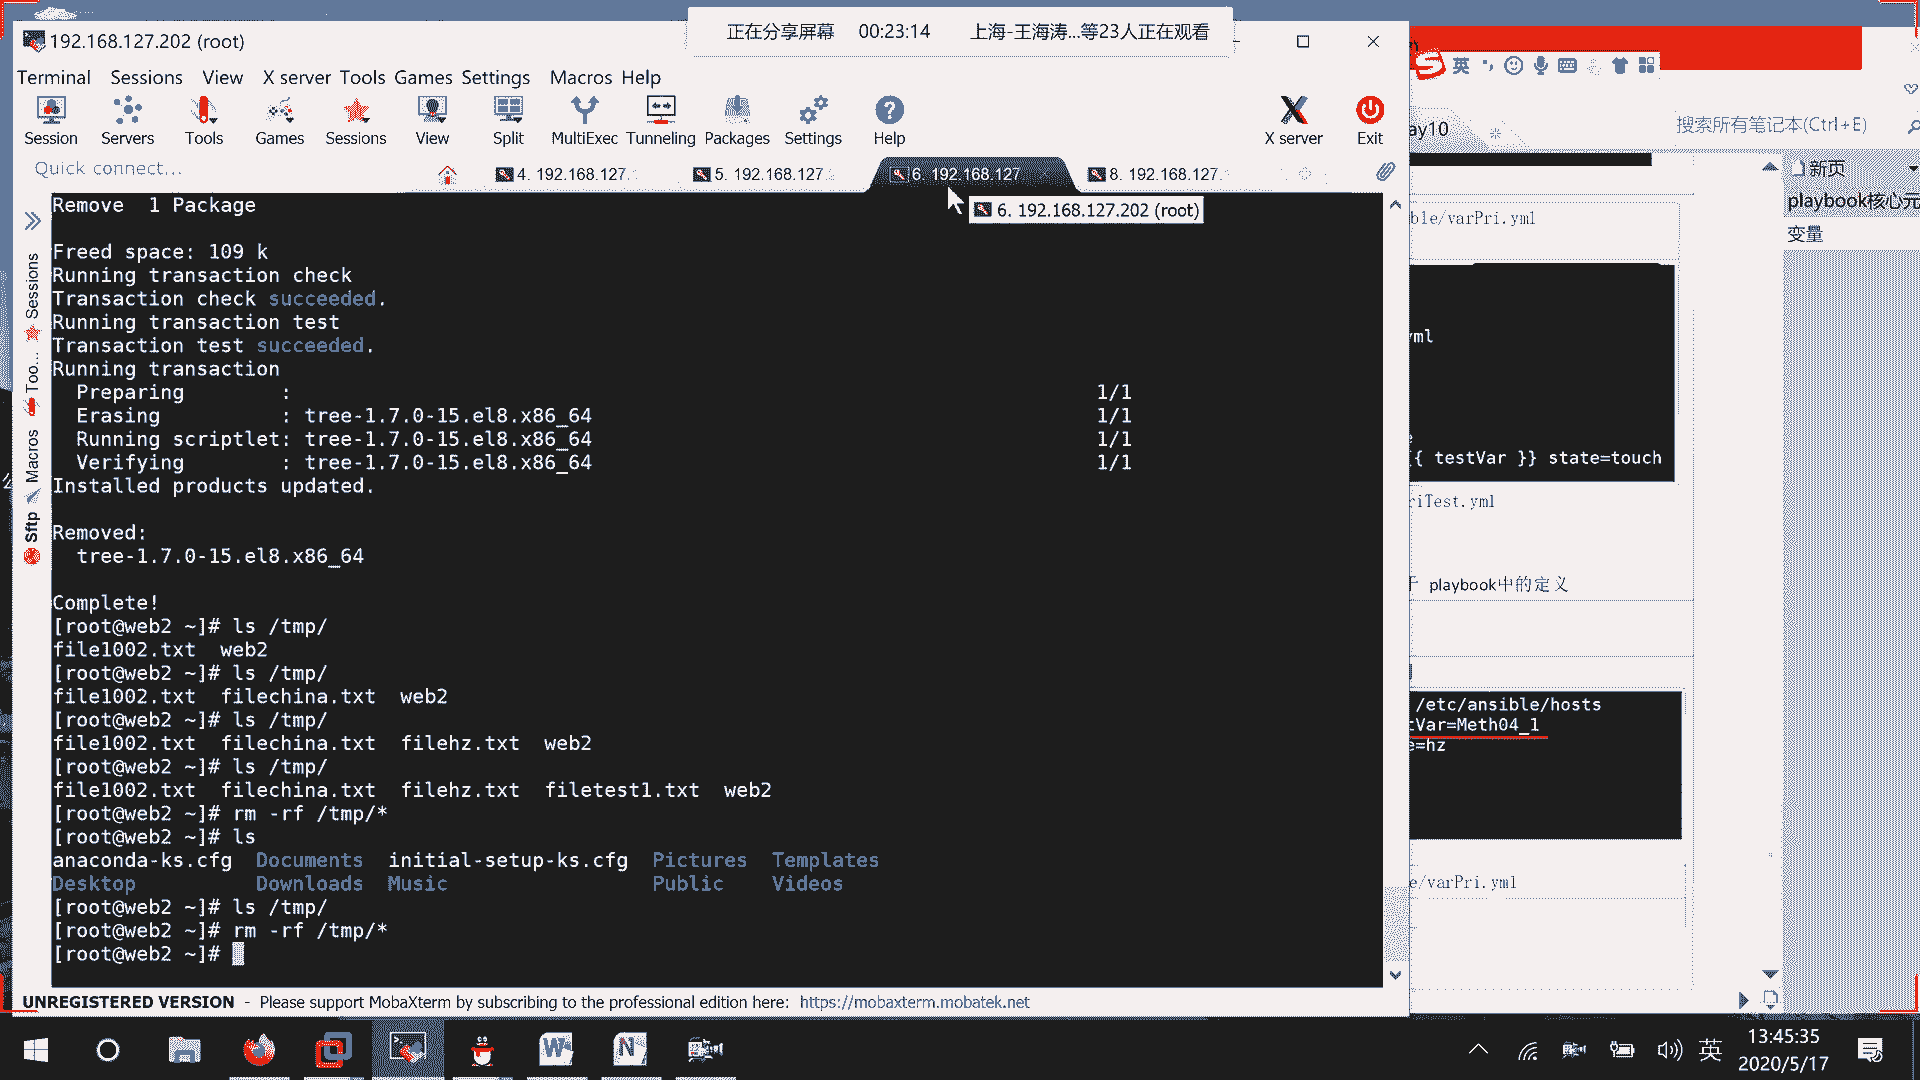 正在分享屏幕 00:23:14 上海-王海涛...等23人正在观看
192.168.127.202 (root)
Terminal Sessions View X server Tools Games Settings Macros Help
Session Servers Tools Games Sessions View Split MultiExec Tunneling Packages Settings Help X server Exit
Quick connect...
4. 192.168.127.
5. 192.168.127.
6. 192.168.127
8. 192.168.127.
6. 192.168.127.202 (root)
Sessions
Too...
Macros
Sftp
Remove  1 Package
Freed space: 109 k
Running transaction check
Transaction check succeeded.
Running transaction test
Transaction test succeeded.
Running transaction
Preparing        : 1/1
Erasing          : tree-1.7.0-15.el8.x86_64 1/1
Running scriptlet: tree-1.7.0-15.el8.x86_64 1/1
Verifying        : tree-1.7.0-15.el8.x86_64 1/1
Installed products updated.
Removed:
tree-1.7.0-15.el8.x86_64
Complete!
[root@web2 ~]# ls /tmp/
file1002.txt  web2
[root@web2 ~]# ls /tmp/
file1002.txt  filechina.txt  web2
[root@web2 ~]# ls /tmp/
file1002.txt  filechina.txt  filehz.txt  web2
[root@web2 ~]# ls /tmp/
file1002.txt  filechina.txt  filehz.txt  filetest1.txt  web2
[root@web2 ~]# rm -rf /tmp/*
[root@web2 ~]# ls
anaconda-ks.cfg  Documents  initial-setup-ks.cfg  Pictures  Templates
Desktop          Downloads  Music                 Public    Videos
[root@web2 ~]# ls /tmp/
[root@web2 ~]# rm -rf /tmp/*
[root@web2 ~]#
UNREGISTERED VERSION - Please support MobaXterm by subscribing to the professional edition here: https://mobaxterm.mobatek.net
英
ay10
搜索所有笔记本(Ctrl+E)
新页
playbook核心元
变量
ble/varPri.yml
yml
{{ testVar }} state=touch
riTest.yml
于 playbook中的定义
/etc/ansible/hosts
tVar=Meth04_1
e=hz
e/varPri.yml
英
13:45:35
2020/5/17